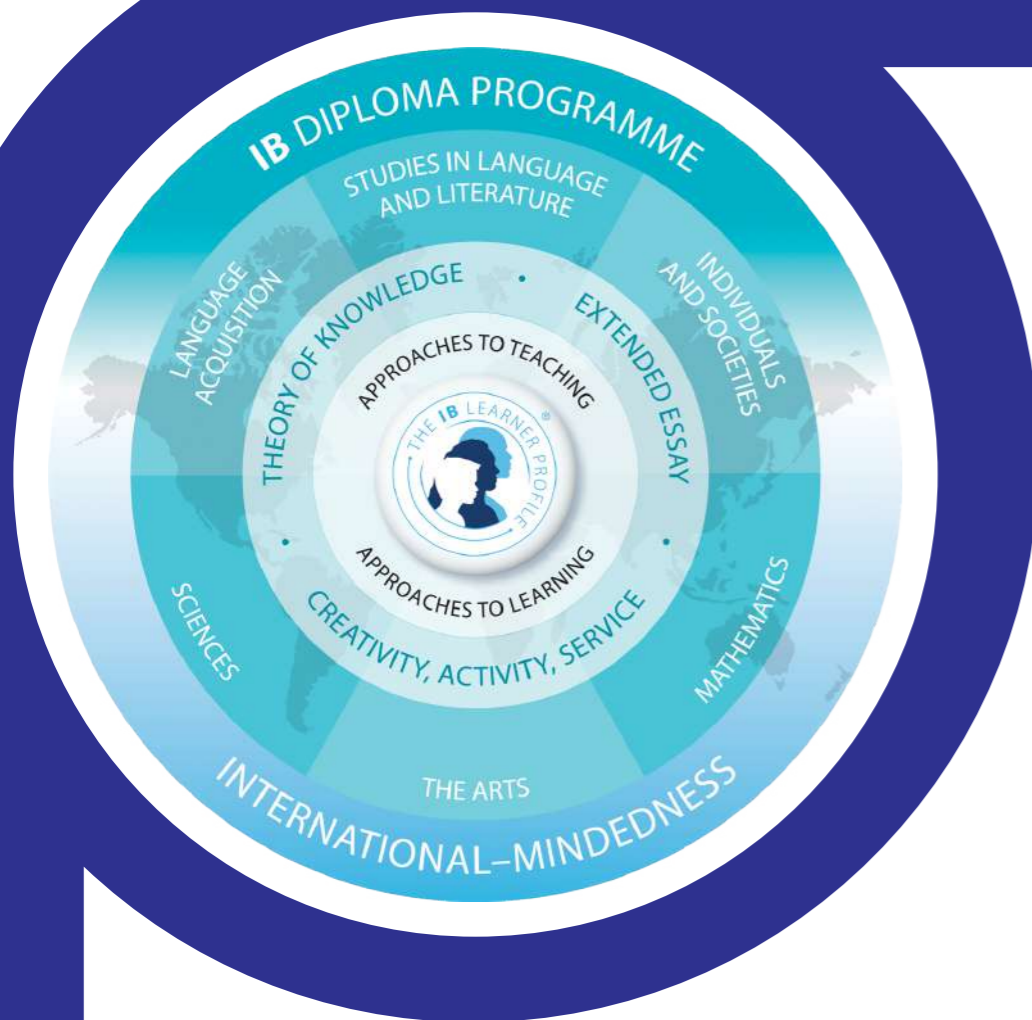 IB DIPLOMA PROGRAMME
STUDIES IN LANGUAGE
AND LITERATURE
LANGUAGE
ACQUISITION
INDIVIDUALS
AND SOCIETIES
THEORY OF KNOWLEDGE
•
EXTENDED ESSAY
APPROACHES TO TEACHING
THE IB LEARNER PROFILE®
APPROACHES TO LEARNING
•
CREATIVITY, ACTIVITY, SERVICE
•
SCIENCES
MATHEMATICS
THE ARTS
INTERNATIONAL–MINDEDNESS